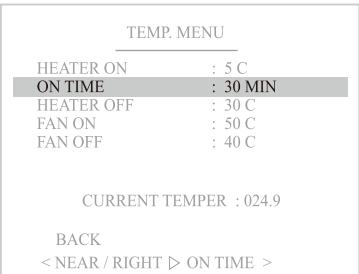 TEMP. MENU
HEATER ON : 5 C
ON TIME : 30 MIN
HEATER OFF : 30 C
FAN ON : 50 C
FAN OFF : 40 C
CURRENT TEMPER : 024.9
BACK
< NEAR / RIGHT ▷ ON TIME >